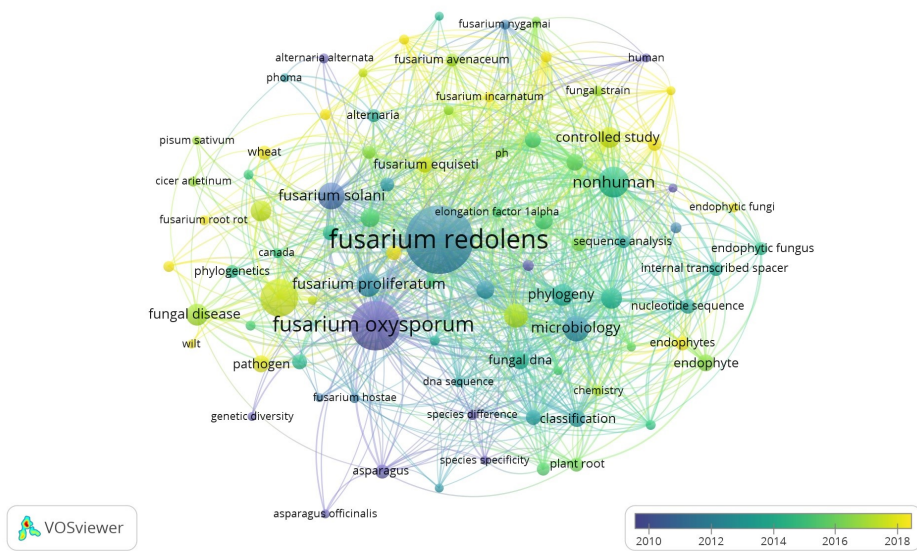 fusarium nygamai
alternaria alternata
fusarium avenaceum
human
phoma
fusarium incarnatum
fungal strain
alternaria
controlled study
pisum sativum
wheat
ph
fusarium equiseti
cicer arietinum
fusarium solani
nonhuman
fusarium root rot
elongation factor 1alpha
endophytic fungi
fusarium redolens
sequence analysis
endophytic fungus
canada
phylogenetics
internal transcribed spacer
fusarium proliferatum
phylogeny
nucleotide sequence
fungal disease
fusarium oxysporum
microbiology
wilt
endophytes
pathogen
fungal dna
endophyte
dna sequence
chemistry
fusarium hostae
genetic diversity
species difference
classification
asparagus
species specificity
plant root
asparagus officinalis
VOSviewer
2010 2012 2014 2016 2018